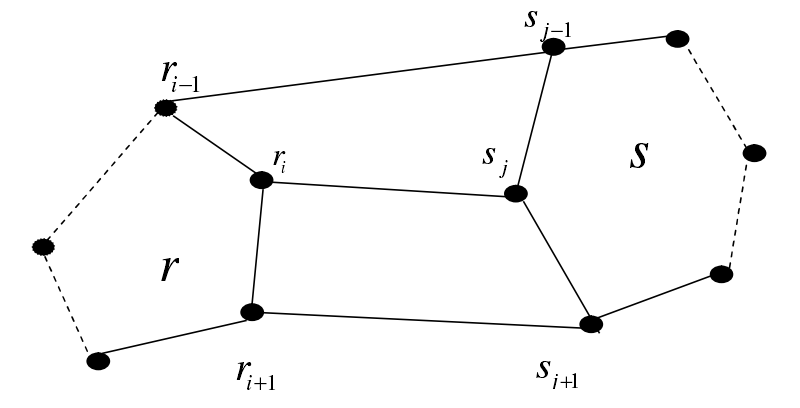 s_{j-1}
r_{i-1}
r_i
s_j
s
r
r_{i+1}
s_{j+1}